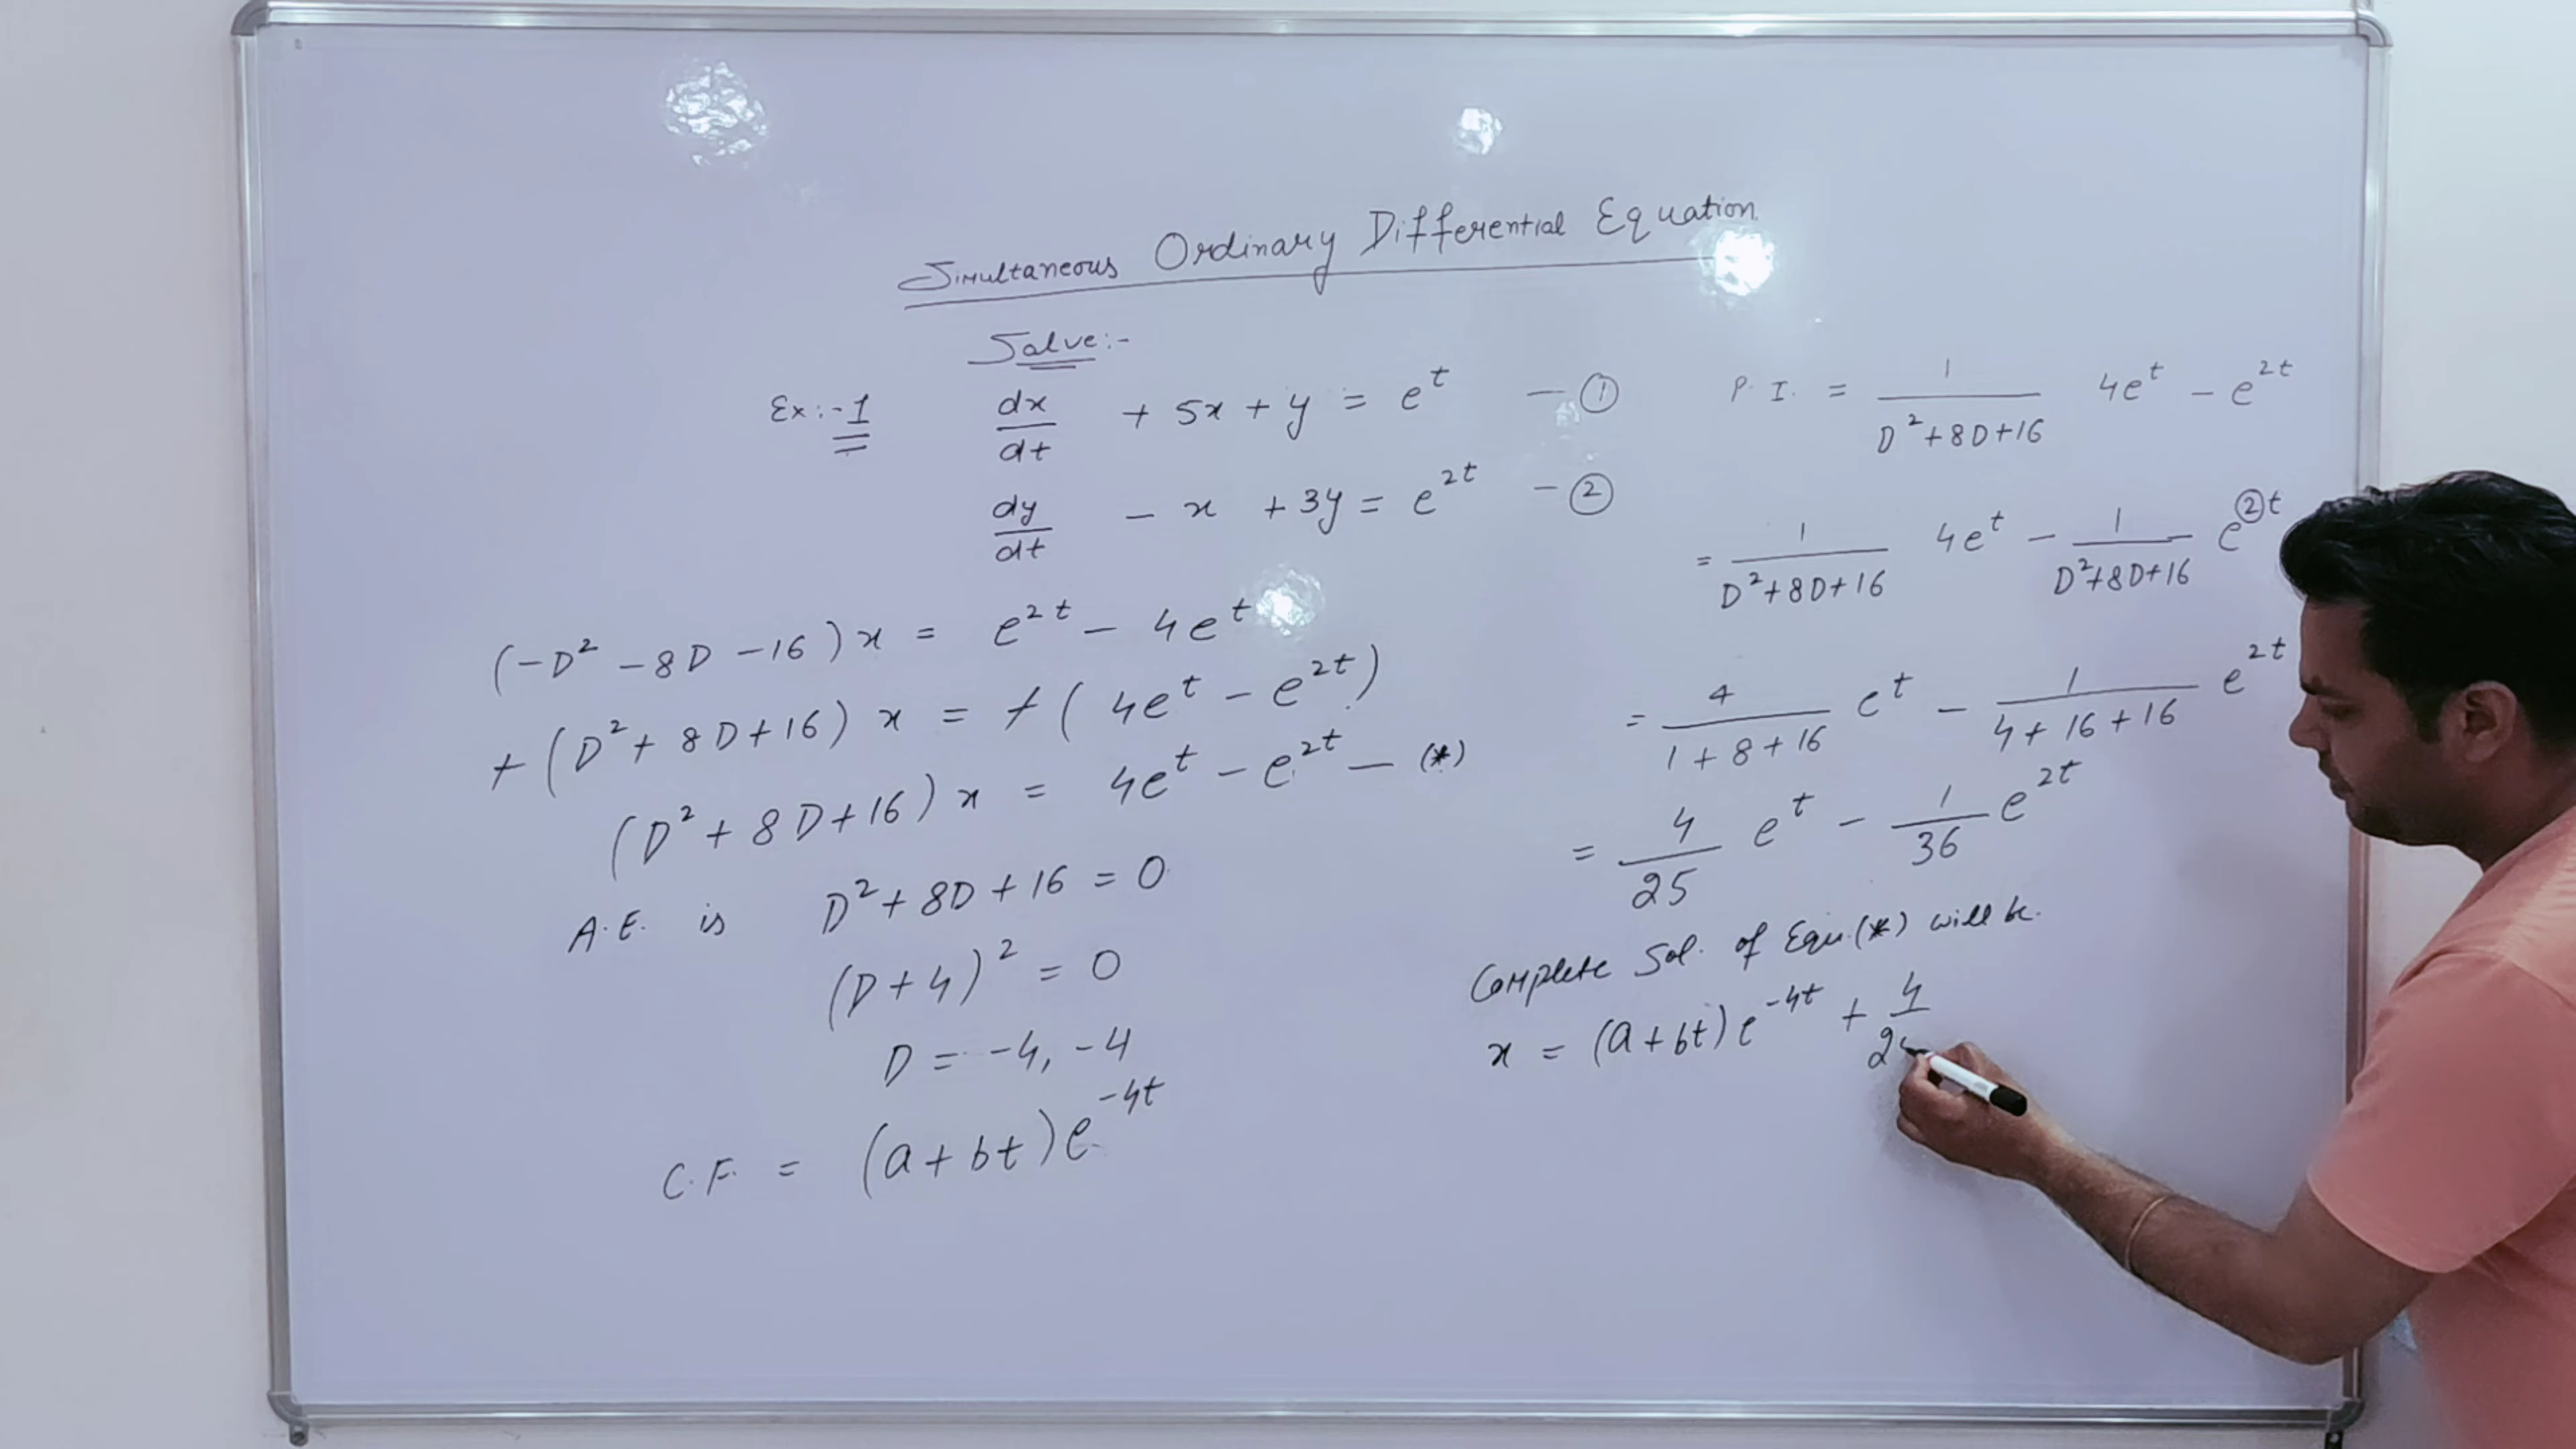 Simultaneous Ordinary Differential Equation
Solve:-
Ex:-1 dx/dt + 5x + y = e^t — ①
dy/dt - x + 3y = e^2t - ②
(-D² - 8D - 16) x = e^2t - 4e^t
+ (D² + 8D + 16) x = + ( 4e^t - e^2t )
(D² + 8D + 16) x = 4e^t - e^2t — (*)
A.E. is D² + 8D + 16 = 0
(D + 4)² = 0
D = -4, -4
C.F. = (a + bt) e^-4t
P. I. = 1/(D² + 8D + 16) 4e^t - e^2t
= 1/(D² + 8D + 16) 4e^t - 1/(D² + 8D + 16) e^②t
= 4/(1 + 8 + 16) e^t - 1/(4 + 16 + 16) e^2t
= 4/25 e^t - 1/36 e^2t
Complete Sol. of Equ. (*) will be.
x = (a + bt) e^-4t + 4/25